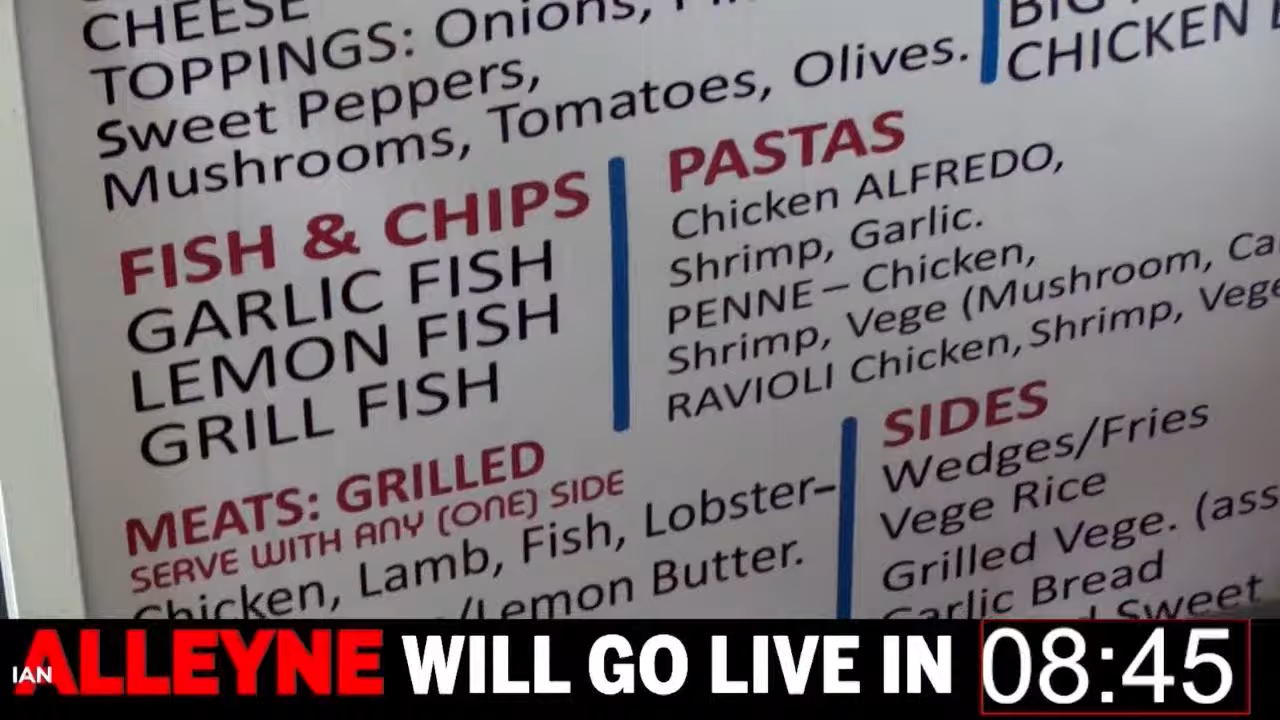 CHEESE
TOPPINGS: Onions,
Sweet Peppers,
Mushrooms, Tomatoes, Olives.
BIG
CHICKEN
FISH & CHIPS
GARLIC FISH
LEMON FISH
GRILL FISH
PASTAS
Chicken ALFREDO,
Shrimp, Garlic.
PENNE – Chicken,
Shrimp, Vege (Mushroom, Ca
RAVIOLI Chicken, Shrimp, Vege
MEATS: GRILLED
SERVE WITH ANY (ONE) SIDE
Chicken, Lamb, Fish, Lobster–
/Lemon Butter.
SIDES
Wedges/Fries
Vege Rice
Grilled Vege. (ass
Garlic Bread
Sweet
IAN ALLEYNE WILL GO LIVE IN 08:45